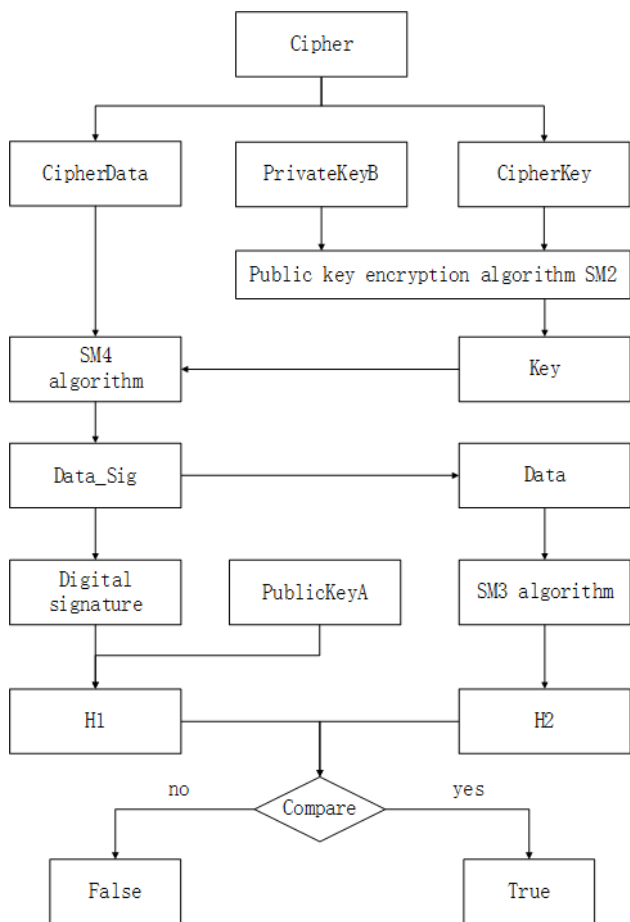 Cipher
CipherData
PrivateKeyB
CipherKey
Public key encryption algorithm SM2
SM4
algorithm
Key
Data_Sig
Data
Digital
signature
PublicKeyA
SM3 algorithm
H1
H2
no
Compare
yes
False
True